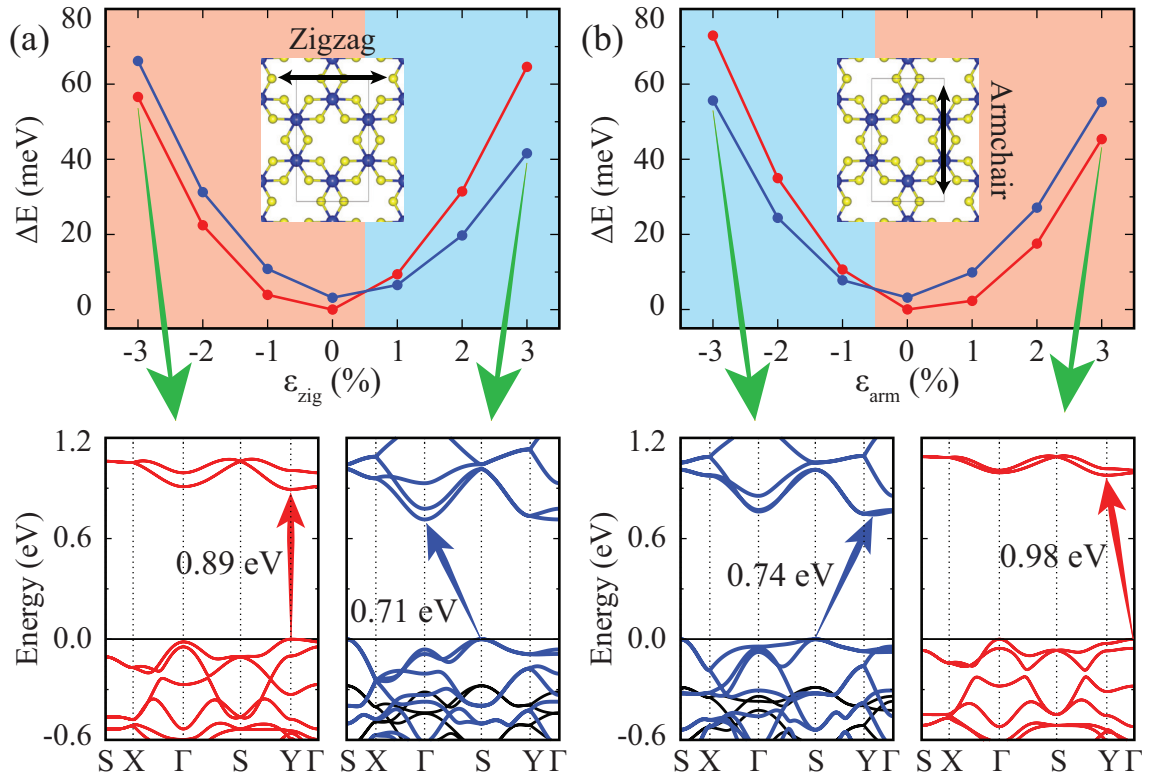 (a)
80
60
40
20
0
ΔE (meV)
Zigzag
-3 -2 -1 0 1 2 3
ε_zig (%)
(b)
80
60
40
20
0
ΔE (meV)
Armchair
-3 -2 -1 0 1 2 3
ε_arm (%)
1.2
0.6
0.0
-0.6
Energy (eV)
0.89 eV
S X Γ S Y Γ
0.71 eV
S X Γ S Y Γ
1.2
0.6
0.0
-0.6
Energy (eV)
0.74 eV
S X Γ S Y Γ
0.98 eV
S X Γ S Y Γ